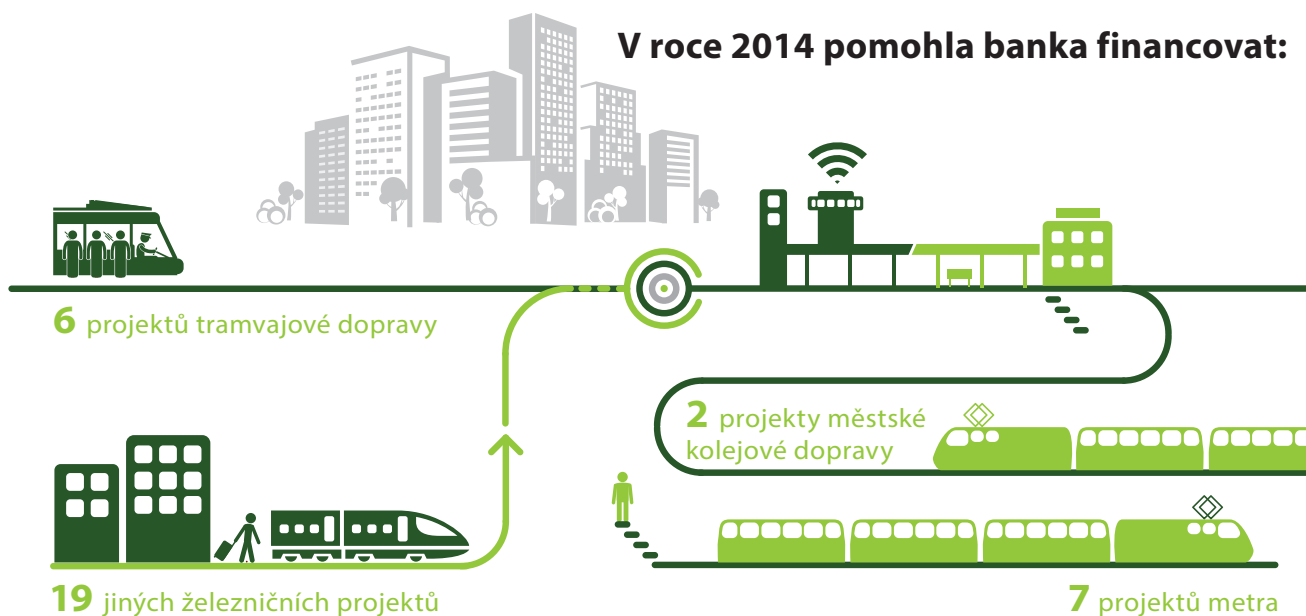 V roce 2014 pomohla banka financovat:
6 projektů tramvajové dopravy
2 projekty městské
kolejové dopravy
19 jiných železničních projektů
7 projektů metra